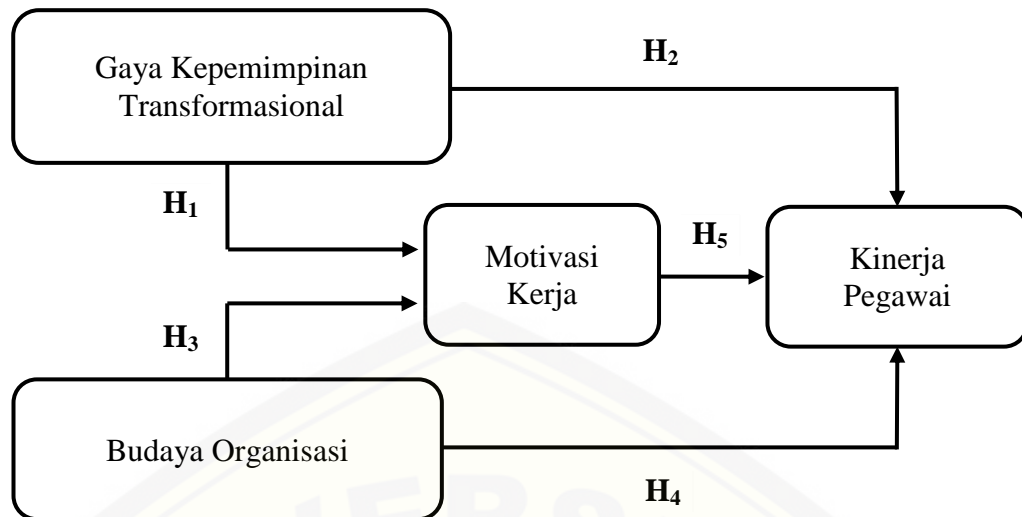 H₂
Gaya Kepemimpinan
Transformasional
H₁
Motivasi
Kerja
H₅
Kinerja
Pegawai
H₃
Budaya Organisasi
H₄